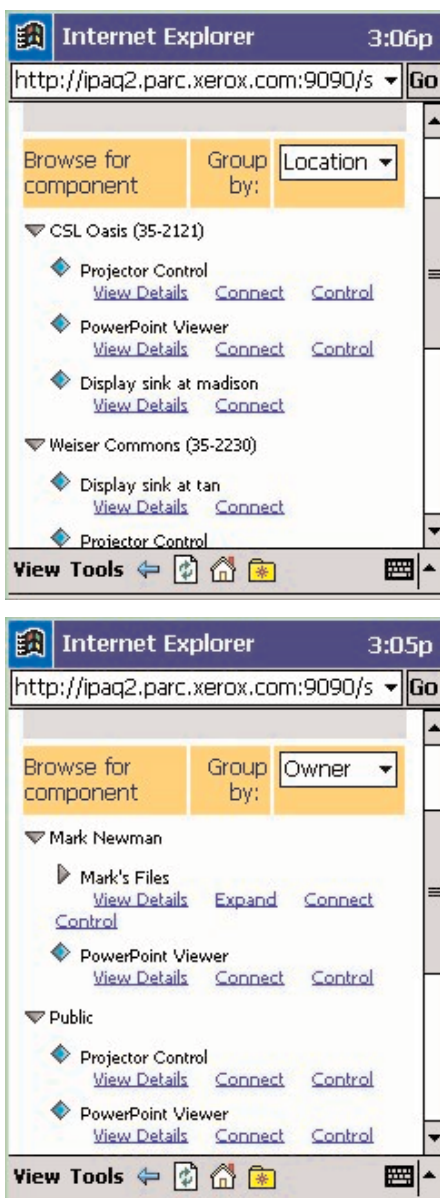 Internet Explorer 3:06p
http://ipaq2.parc.xerox.com:9090/s Go
Browse for component Group by: Location
CSL Oasis (35-2121)
Projector Control
View Details Connect Control
PowerPoint Viewer
View Details Connect Control
Display sink at madison
View Details Connect
Weiser Commons (35-2230)
Display sink at tan
View Details Connect
Projector Control
View Tools
Internet Explorer 3:05p
http://ipaq2.parc.xerox.com:9090/s Go
Browse for component Group by: Owner
Mark Newman
Mark's Files
View Details Expand Connect
Control
PowerPoint Viewer
View Details Connect Control
Public
Projector Control
View Details Connect Control
PowerPoint Viewer
View Details Connect Control
View Tools